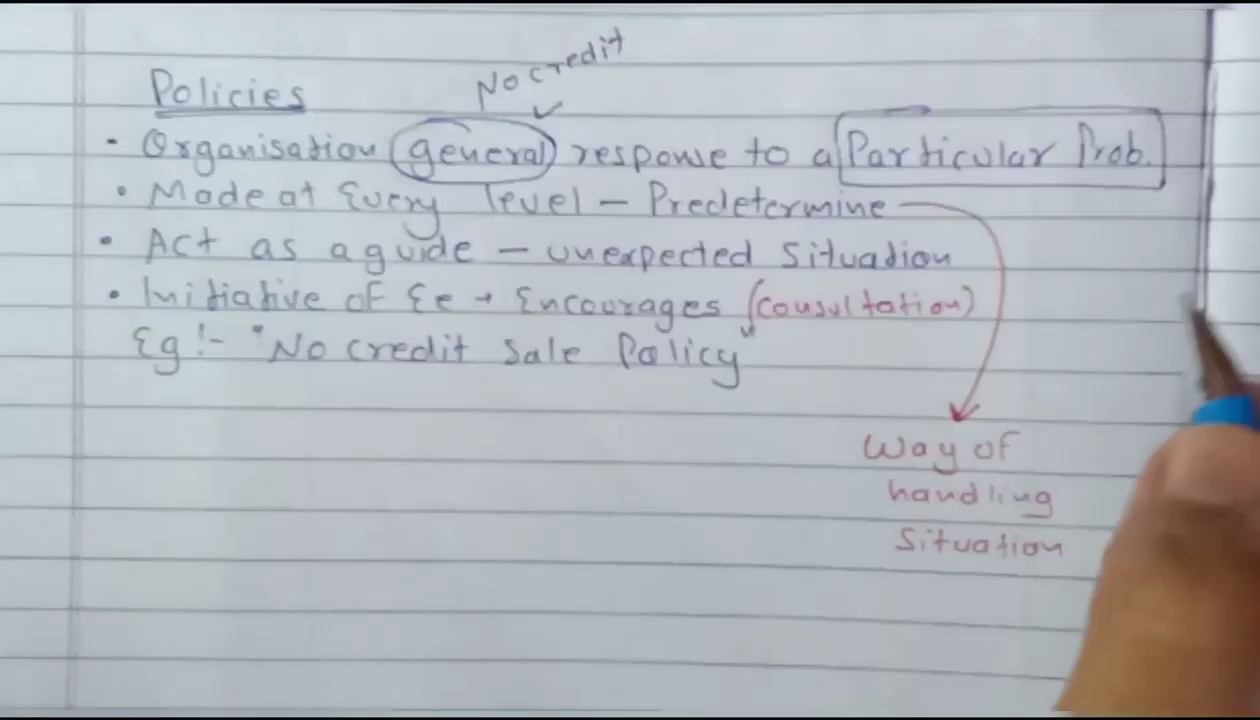 No credit
Policies
• Organisation general response to a Particular Prob.
• Made at Every level – Predetermine
• Act as a guide – unexpected Situation
• Initiative of Ee → Encourages (consultation)
Eg:- "No credit Sale Policy"
Way of
handling
Situation